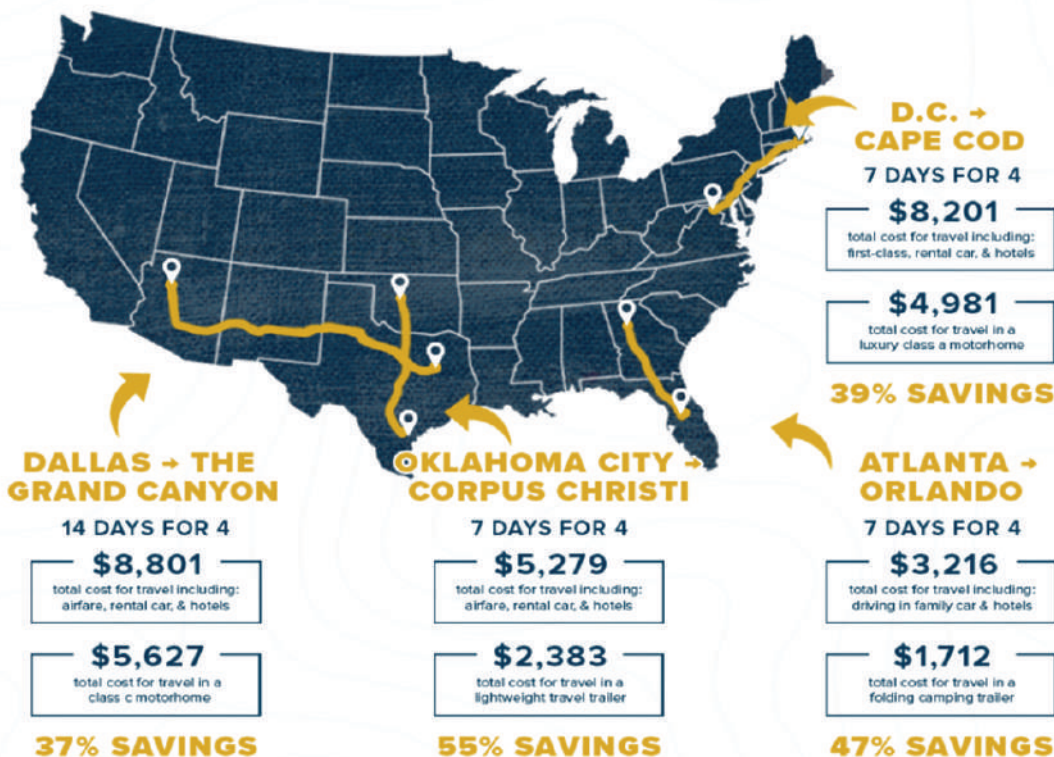 D.C. →
CAPE COD
7 DAYS FOR 4
$8,201
total cost for travel including:
first-class, rental car, & hotels
$4,981
total cost for travel in a
luxury class a motorhome
39% SAVINGS
DALLAS → THE
GRAND CANYON
14 DAYS FOR 4
$8,801
total cost for travel including:
airfare, rental car, & hotels
$5,627
total cost for travel in a
class c motorhome
37% SAVINGS
OKLAHOMA CITY →
CORPUS CHRISTI
7 DAYS FOR 4
$5,279
total cost for travel including:
airfare, rental car, & hotels
$2,383
total cost for travel in a
lightweight travel trailer
55% SAVINGS
ATLANTA →
ORLANDO
7 DAYS FOR 4
$3,216
total cost for travel including:
driving in family car & hotels
$1,712
total cost for travel in a
folding camping trailer
47% SAVINGS